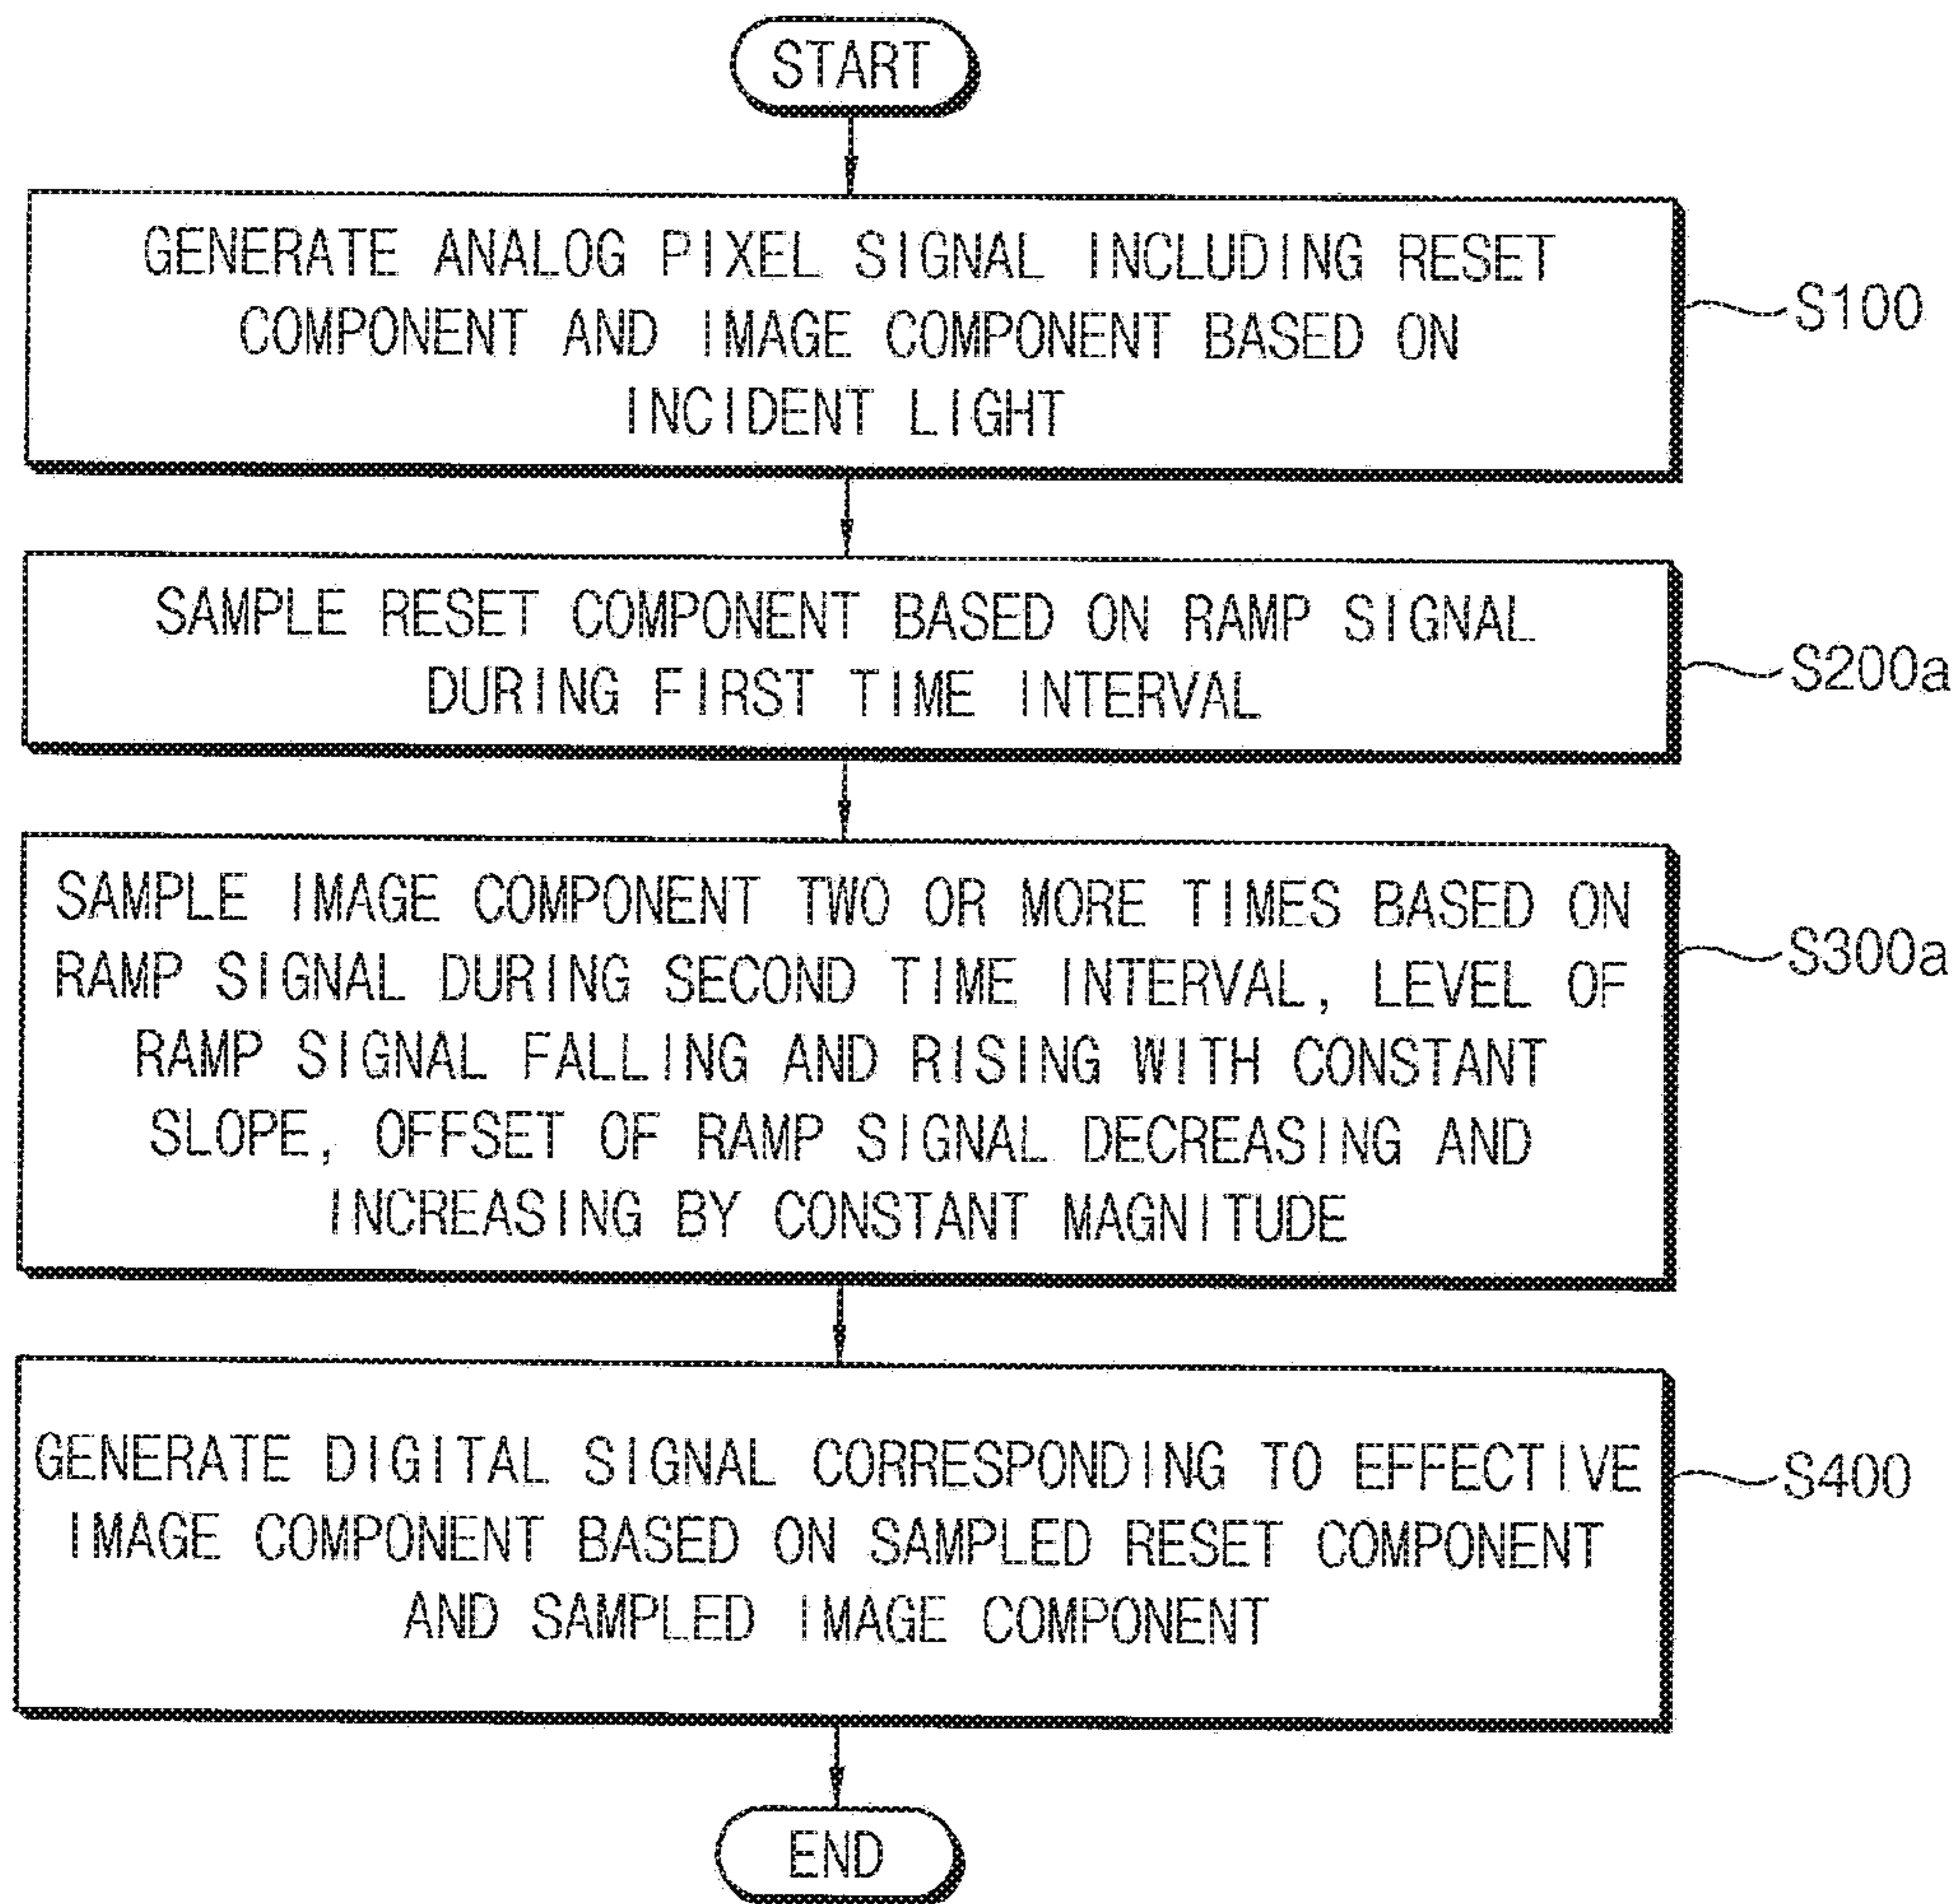 START
GENERATE ANALOG PIXEL SIGNAL INCLUDING RESET
COMPONENT AND IMAGE COMPONENT BASED ON
INCIDENT LIGHT
S100
SAMPLE RESET COMPONENT BASED ON RAMP SIGNAL
DURING FIRST TIME INTERVAL
S200a
SAMPLE IMAGE COMPONENT TWO OR MORE TIMES BASED ON
RAMP SIGNAL DURING SECOND TIME INTERVAL, LEVEL OF
RAMP SIGNAL FALLING AND RISING WITH CONSTANT
SLOPE, OFFSET OF RAMP SIGNAL DECREASING AND
INCREASING BY CONSTANT MAGNITUDE
S300a
GENERATE DIGITAL SIGNAL CORRESPONDING TO EFFECTIVE
IMAGE COMPONENT BASED ON SAMPLED RESET COMPONENT
AND SAMPLED IMAGE COMPONENT
S400
END